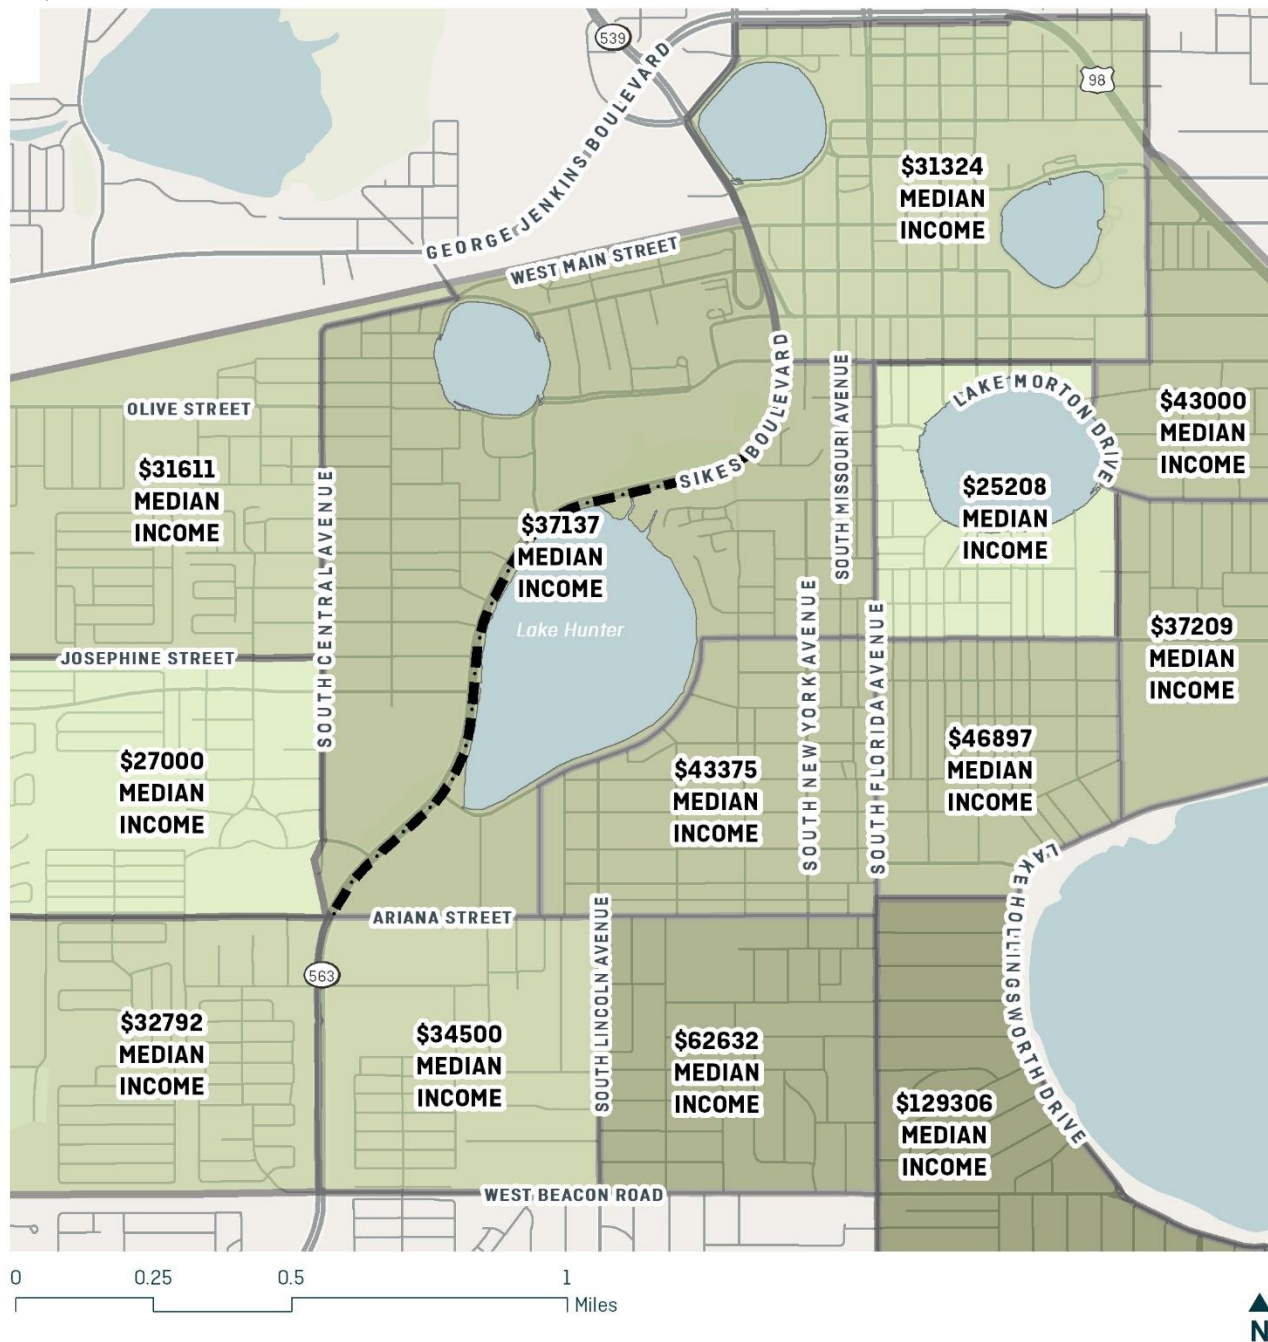 539
GEORGE JENKINS BOULEVARD
98
$31324
MEDIAN
INCOME
WEST MAIN STREET
OLIVE STREET
$31611
MEDIAN
INCOME
SOUTH CENTRAL AVENUE
SIKES BOULEVARD
SOUTH MISSOURI AVENUE
LAKE MORTON DRIVE
$43000
MEDIAN
INCOME
$25208
MEDIAN
INCOME
$37137
MEDIAN
INCOME
Lake Hunter
JOSEPHINE STREET
SOUTH NEW YORK AVENUE
SOUTH FLORIDA AVENUE
$37209
MEDIAN
INCOME
$27000
MEDIAN
INCOME
$43375
MEDIAN
INCOME
$46897
MEDIAN
INCOME
LAKE HOLLINGSWORTH DRIVE
ARIANA STREET
SOUTH LINCOLN AVENUE
563
$32792
MEDIAN
INCOME
$34500
MEDIAN
INCOME
$62632
MEDIAN
INCOME
$129306
MEDIAN
INCOME
WEST BEACON ROAD
0 0.25 0.5 1
Miles
N